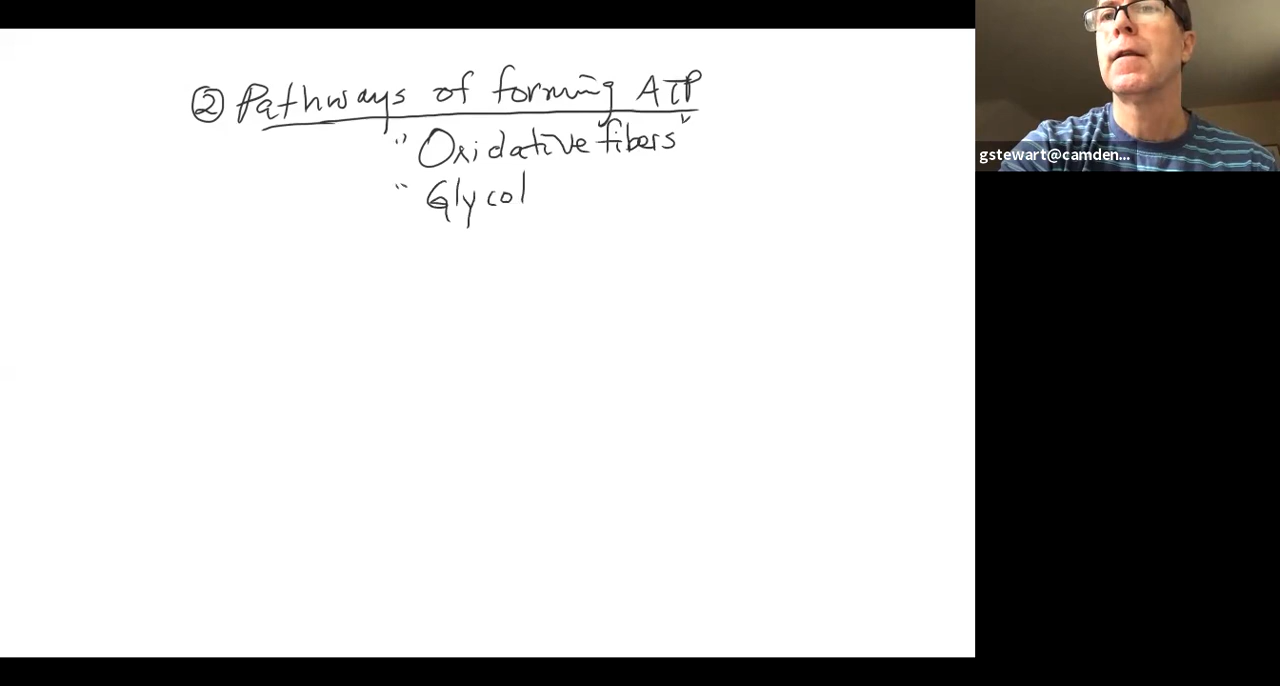 ② Pathways of forming ATP
"Oxidative fibers"
"Glycol
gstewart@camden...